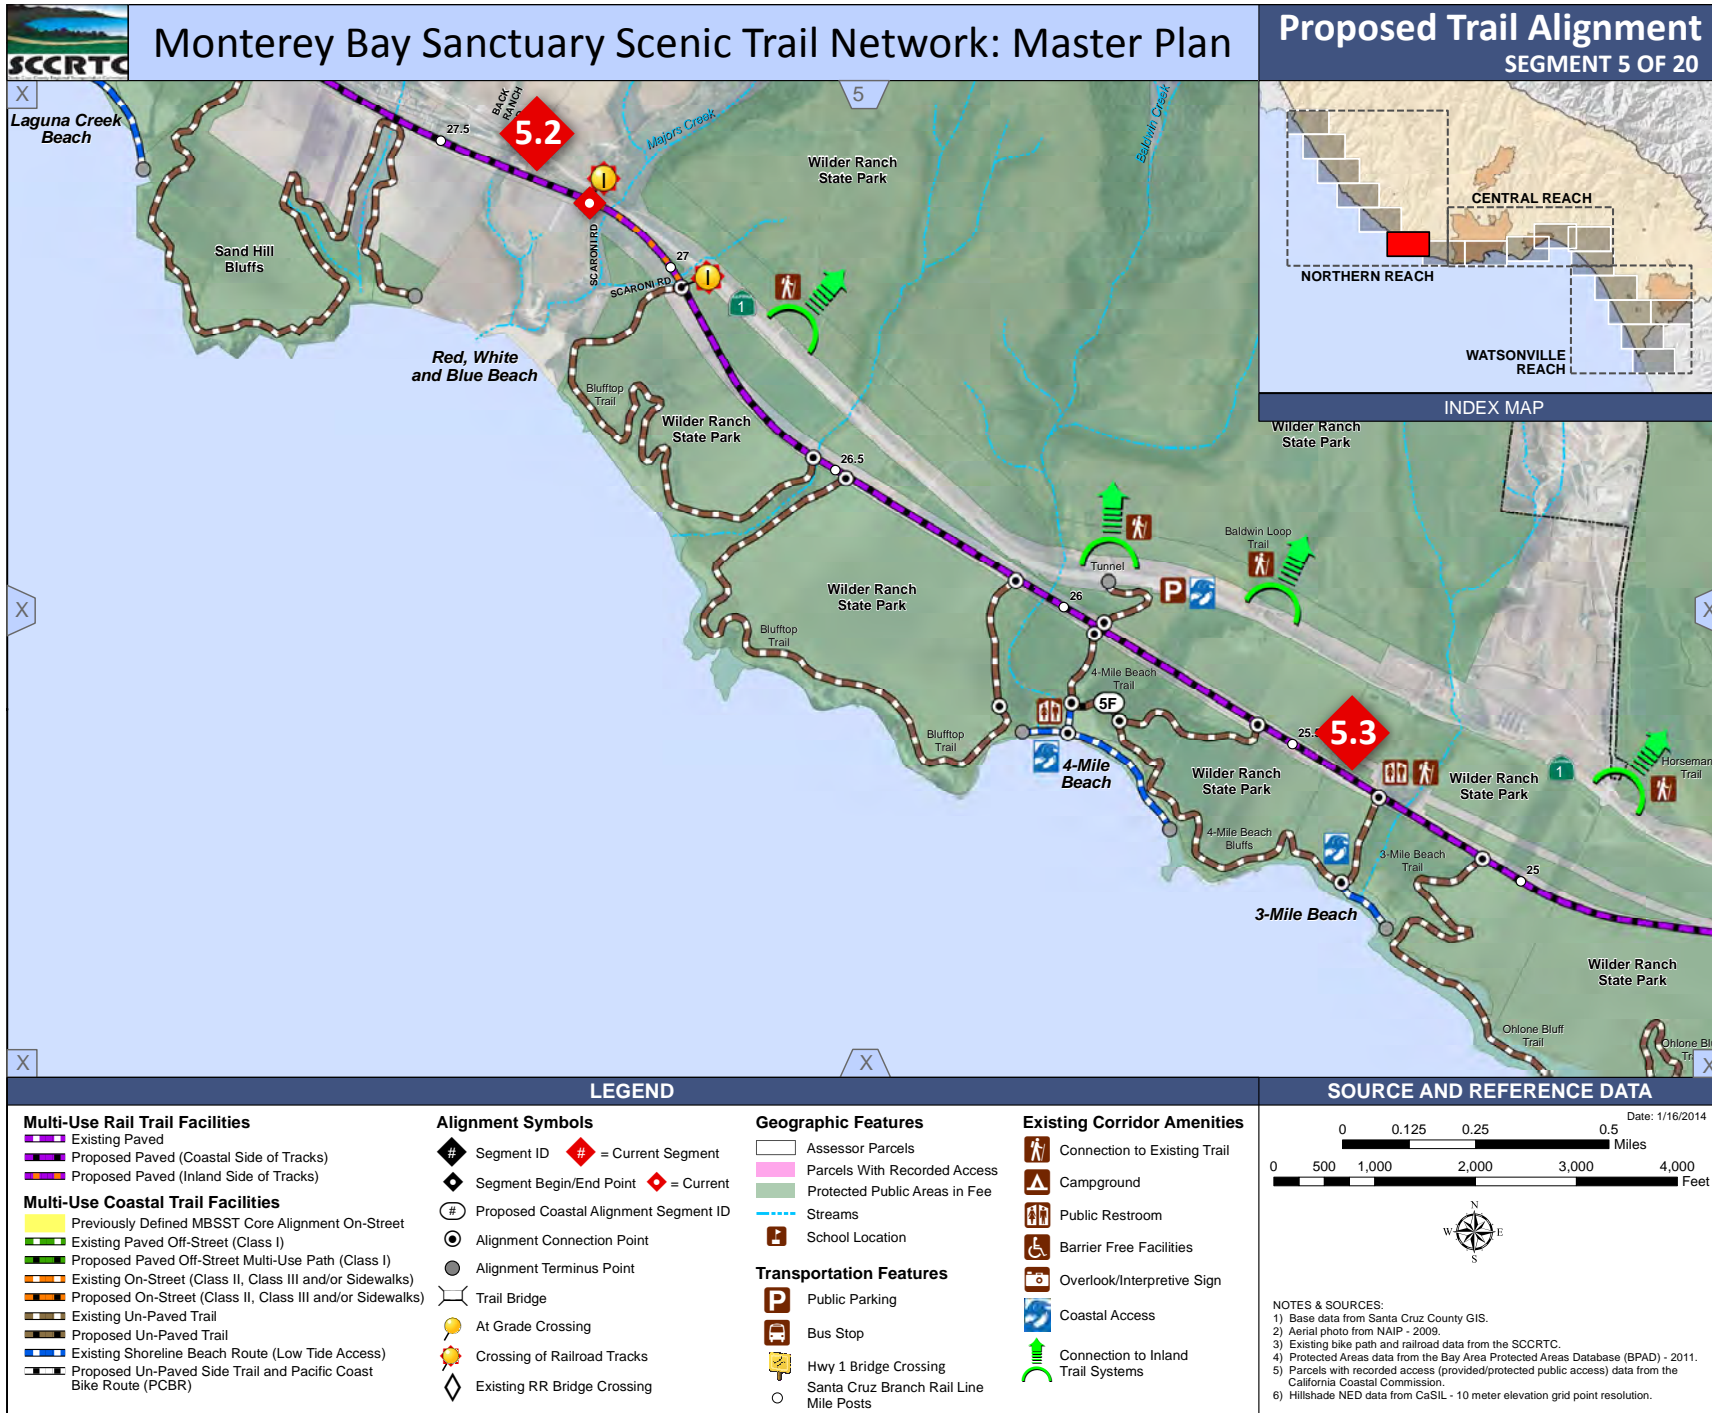 SCCRTC
Monterey Bay Sanctuary Scenic Trail Network: Master Plan
Proposed Trail Alignment
SEGMENT 5 OF 20
X
5
Laguna Creek
Beach
27.5
BACK
RANCH
5.2
Majors Creek
Baldwin Creek
Wilder Ranch
State Park
Sand Hill
Bluffs
SCARONI RD
27
SCARONI RD
1
Red, White
and Blue Beach
Blufftop
Trail
Wilder Ranch
State Park
26.5
CENTRAL REACH
NORTHERN REACH
WATSONVILLE
REACH
INDEX MAP
Wilder Ranch
State Park
Baldwin Loop
Trail
Tunnel
P
Wilder Ranch
State Park
26
X
X
Blufftop
Trail
4-Mile Beach
Trail
5F
Blufftop
Trail
4-Mile
Beach
25.5
5.3
Wilder Ranch
State Park
Wilder Ranch
State Park
1
Horseman
Trail
4-Mile Beach
Bluffs
3-Mile Beach
Trail
25
3-Mile Beach
Wilder Ranch
State Park
Ohlone Bluff
Trail
Ohlone Bl
Tr
X
X
X
LEGEND
Multi-Use Rail Trail Facilities
Existing Paved
Proposed Paved (Coastal Side of Tracks)
Proposed Paved (Inland Side of Tracks)
Multi-Use Coastal Trail Facilities
Previously Defined MBSST Core Alignment On-Street
Existing Paved Off-Street (Class I)
Proposed Paved Off-Street Multi-Use Path (Class I)
Existing On-Street (Class II, Class III and/or Sidewalks)
Proposed On-Street (Class II, Class III and/or Sidewalks)
Existing Un-Paved Trail
Proposed Un-Paved Trail
Existing Shoreline Beach Route (Low Tide Access)
Proposed Un-Paved Side Trail and Pacific Coast
Bike Route (PCBR)
Alignment Symbols
# Segment ID # = Current Segment
Segment Begin/End Point = Current
# Proposed Coastal Alignment Segment ID
Alignment Connection Point
Alignment Terminus Point
Trail Bridge
At Grade Crossing
Crossing of Railroad Tracks
Existing RR Bridge Crossing
Geographic Features
Assessor Parcels
Parcels With Recorded Access
Protected Public Areas in Fee
Streams
School Location
Transportation Features
P Public Parking
Bus Stop
Hwy 1 Bridge Crossing
Santa Cruz Branch Rail Line
Mile Posts
Existing Corridor Amenities
Connection to Existing Trail
Campground
Public Restroom
Barrier Free Facilities
Overlook/Interpretive Sign
Coastal Access
Connection to Inland
Trail Systems
SOURCE AND REFERENCE DATA
Date: 1/16/2014
0 0.125 0.25 0.5
Miles
0 500 1,000 2,000 3,000 4,000
Feet
N
W E
S
NOTES & SOURCES:
1) Base data from Santa Cruz County GIS.
2) Aerial photo from NAIP - 2009.
3) Existing bike path and railroad data from the SCCRTC.
4) Protected Areas data from the Bay Area Protected Areas Database (BPAD) - 2011.
5) Parcels with recorded access (provided/protected public access) data from the
California Coastal Commission.
6) Hillshade NED data from CaSIL - 10 meter elevation grid point resolution.